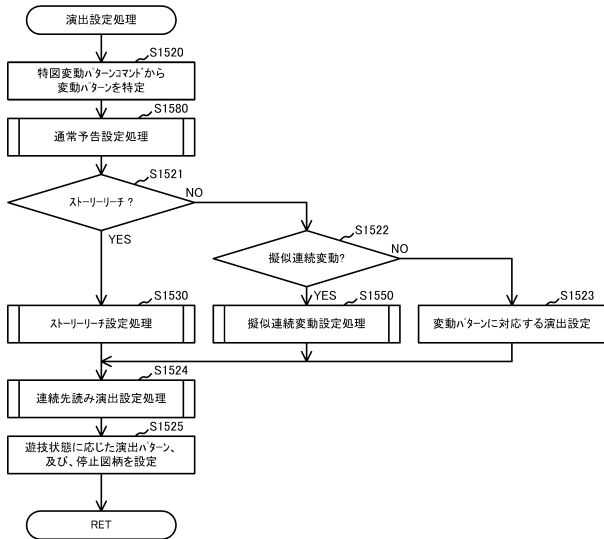 演出設定処理
S1520
特図変動パターンコマンドから
変動パターンを特定
S1580
通常予告設定処理
S1521
ストーリーリーチ？
NO
YES
S1522
擬似連続変動？
NO
YES
S1530
ストーリーリーチ設定処理
S1550
擬似連続変動設定処理
S1523
変動パターンに対応する演出設定
S1524
連続先読み演出設定処理
S1525
遊技状態に応じた演出パターン、
及び、停止図柄を設定
RET